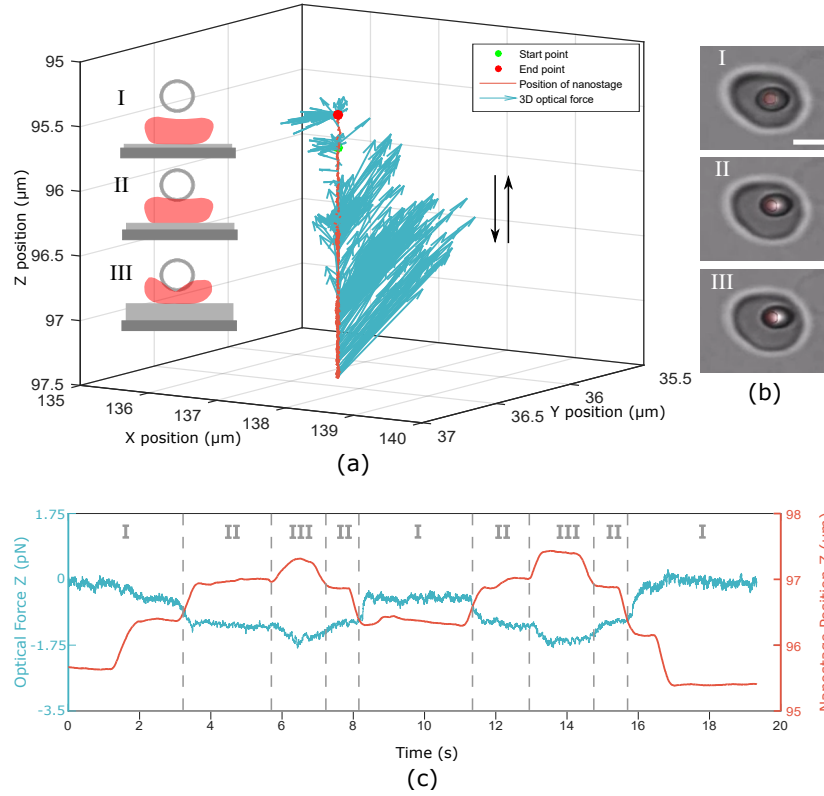 95
95.5
96
96.5
97
97.5
Z position (µm)
135
136
137
138
139
140
X position (µm)
37
36.5
36
35.5
Y position (µm)
Start point
End point
Position of nanostage
3D optical force
I
II
III
(a)
I
II
III
(b)
1.75
0
-1.75
-3.5
Optical Force Z (pN)
I
II
III
II
I
II
III
II
I
98
97
96
95
Nanostage Position Z (µm)
0
2
4
6
8
10
12
14
16
18
20
Time (s)
(c)